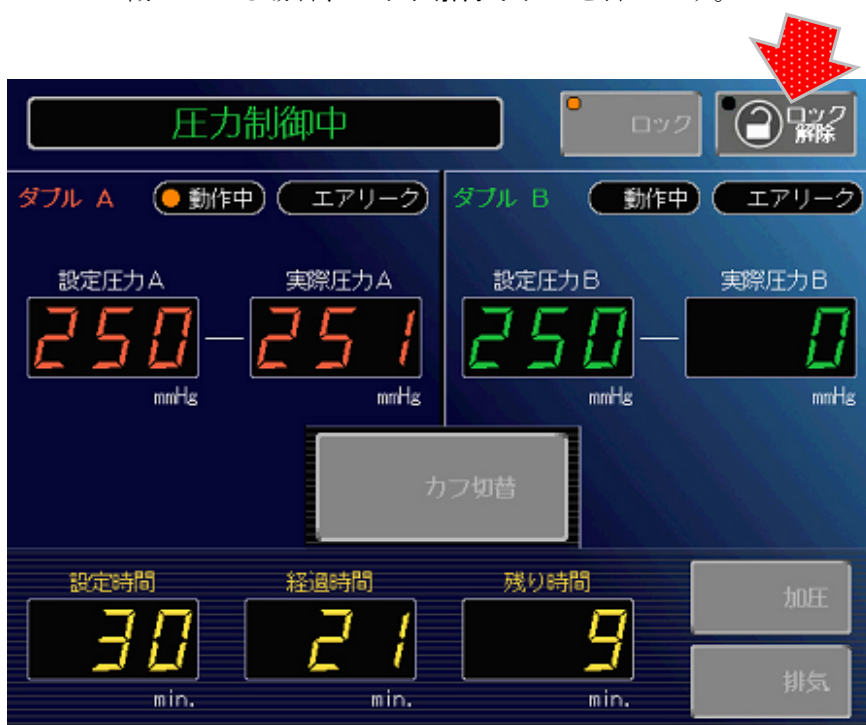 圧力制御中
ロック
ロック
解除
ダブル A
動作中
エアリーク
ダブル B
動作中
エアリーク
設定圧力A
実際圧力A
設定圧力B
実際圧力B
250
251
250
0
mmHg
mmHg
mmHg
mmHg
カフ切替
設定時間
経過時間
残り時間
加圧
30
21
9
排気
min.
min.
min.